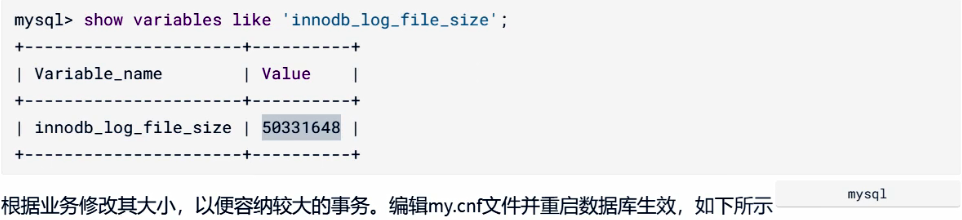 mysql> show variables like 'innodb_log_file_size';
+----------------------+----------+
| Variable_name        | Value    |
+----------------------+----------+
| innodb_log_file_size | 50331648 |
+----------------------+----------+
根据业务修改其大小，以便容纳较大的事务。编辑my.cnf文件并重启数据库生效，如下所示
mysql